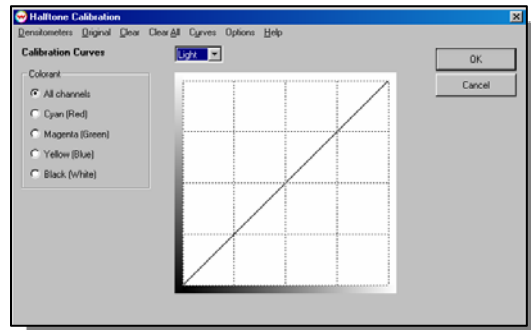 Halftone Calibration
Densitometers Original Clear Clear All Curves Options Help
Calibration Curves
Light
OK
Cancel
Colorant
All channels
Cyan (Red)
Magenta (Green)
Yellow (Blue)
Black (White)